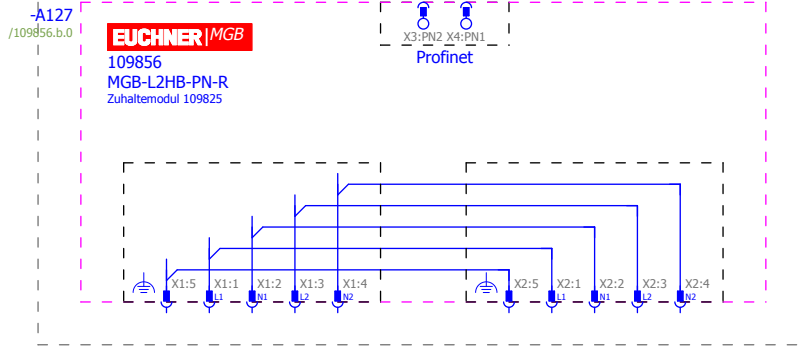 -A127
/109856.b.0
EUCHNER MGB
109856
MGB-L2HB-PN-R
Zuhaltemodul 109825
X3:PN2 X4:PN1
Profinet
X1:5 X1:1 X1:2 X1:3 X1:4
L1 N1 L2 N2
X2:5 X2:1 X2:2 X2:3 X2:4
L1 N1 L2 N2